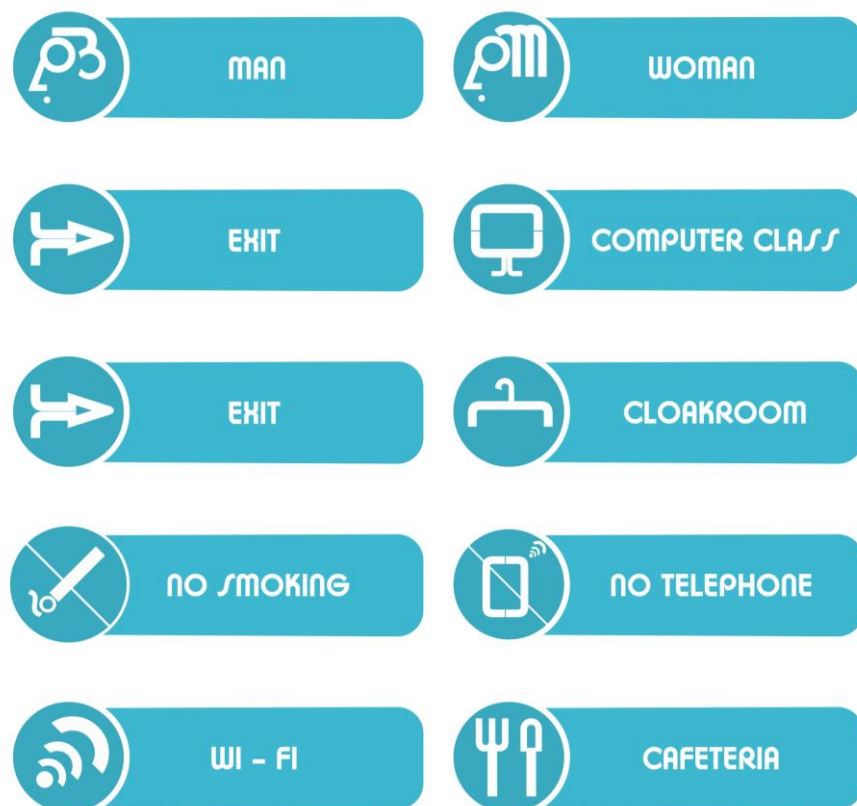 MAN
WOMAN
EXIT
COMPUTER CLASS
EXIT
CLOAKROOM
NO SMOKING
NO TELEPHONE
WI - FI
CAFETERIA